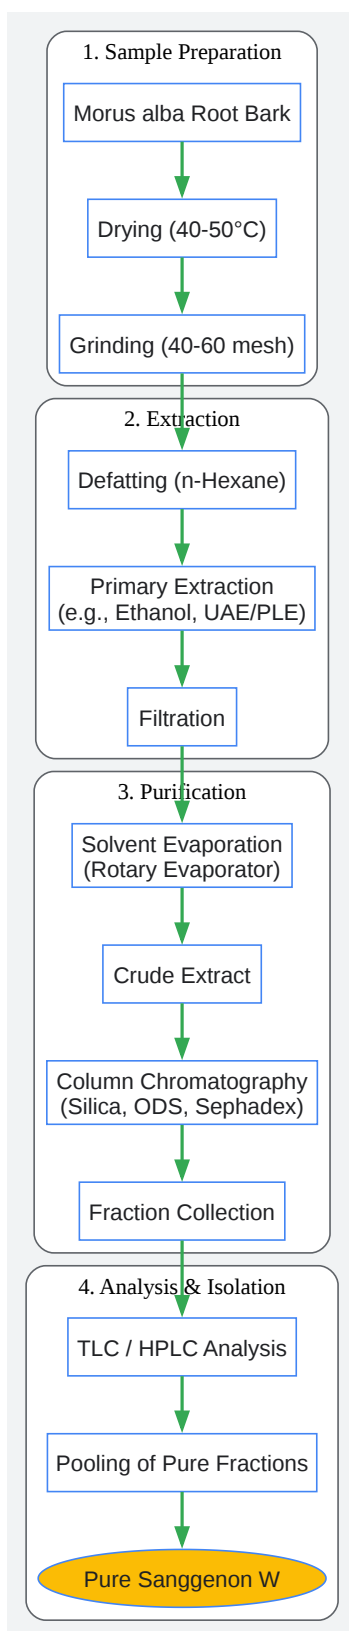 1. Sample Preparation
Morus alba Root Bark
Drying (40-50°C)
Grinding (40-60 mesh)
2. Extraction
Defatting (n-Hexane)
Primary Extraction
(e.g., Ethanol, UAE/PLE)
Filtration
3. Purification
Solvent Evaporation
(Rotary Evaporator)
Crude Extract
Column Chromatography
(Silica, ODS, Sephadex)
Fraction Collection
4. Analysis & Isolation
TLC / HPLC Analysis
Pooling of Pure Fractions
Pure Sanggenon W